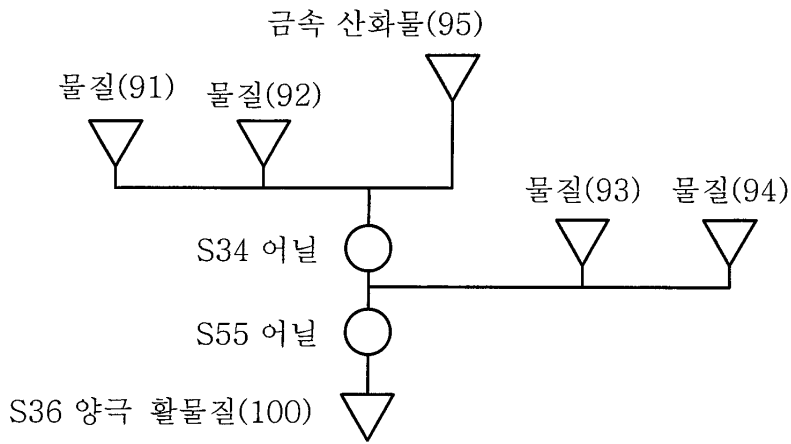 금속 산화물(95)
물질(91)
물질(92)
물질(93)
물질(94)
S34 어닐
S55 어닐
S36 양극 활물질(100)